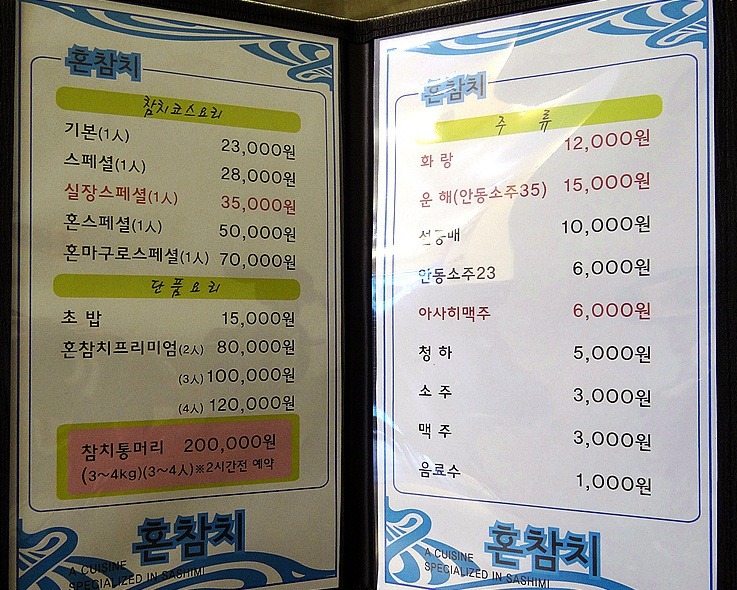 혼참치
참치코스요리
기본(1人) 23,000원
스페셜(1人) 28,000원
실장스페셜(1人) 35,000원
혼스페셜(1人) 50,000원
혼마구로스페셜(1人) 70,000원
단품요리
초 밥 15,000원
혼참치프리미엄(2人) 80,000원
(3人) 100,000원
(4人) 120,000원
참치통머리 200,000원
(3~4kg)(3~4人)※2시간전 예약
혼참치
A CUISINE
SPECIALIZED IN SASHIMI
혼참치
주 류
화 랑 12,000원
운 해(안동소주35) 15,000원
선중매 10,000원
안동소주23 6,000원
아사히맥주 6,000원
청 하 5,000원
소 주 3,000원
맥 주 3,000원
음료수 1,000원
혼참치
A CUISINE
SPECIALIZED IN SASHIMI